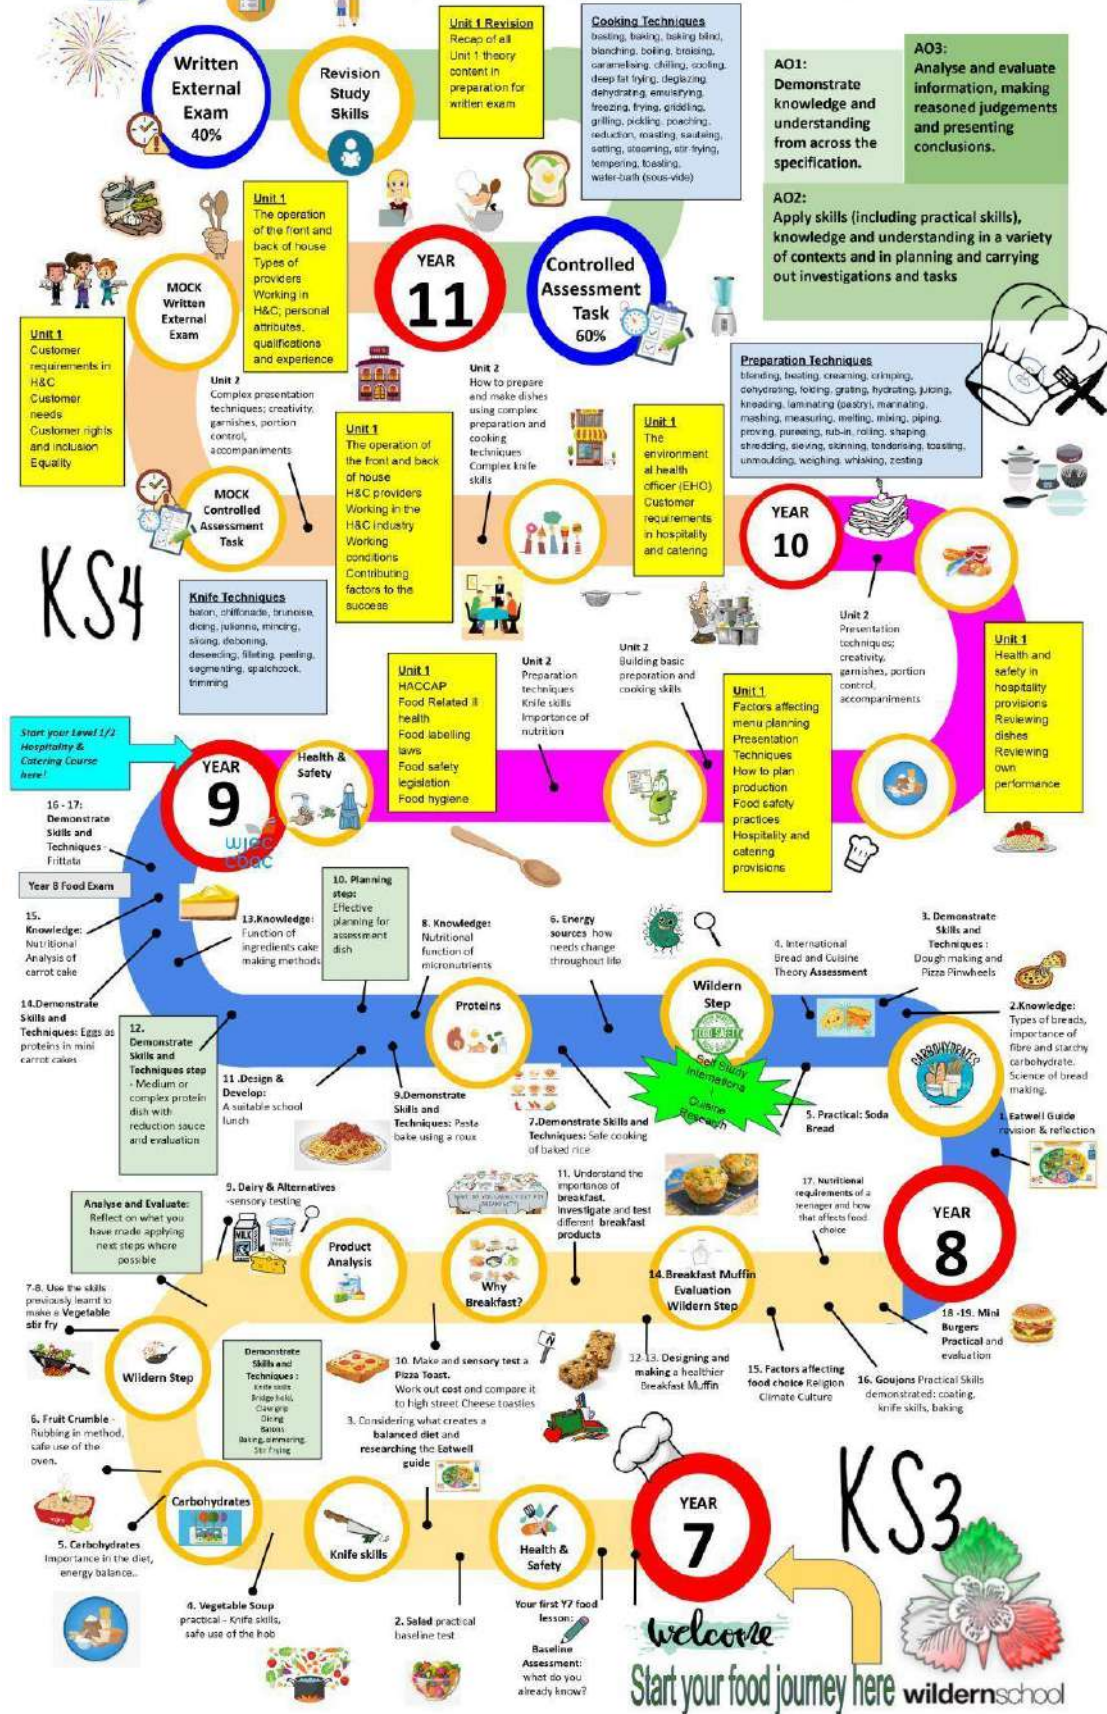 Written
External
Exam
40%
Revision
Study
Skills
Unit 1 Revision
Recap of all
Unit 1 theory
content in
preparation for
written exam
Cooking Techniques
basting, baking, baking blind,
blanching, boiling, braising,
caramelising, chilling, cooling,
deep fat frying, deglazing,
dehydrating, emulsifying,
freezing, frying, griddling,
grilling, pickling, poaching,
reduction, roasting, sauteing,
setting, steaming, stir-frying,
tempering, toasting,
water-bath (sous-vide)
AO1:
Demonstrate
knowledge and
understanding
from across the
specification.
AO3:
Analyse and evaluate
information, making
reasoned judgements
and presenting
conclusions.
AO2:
Apply skills (including practical skills),
knowledge and understanding in a variety
of contexts and in planning and carrying
out investigations and tasks
Unit 1
The operation
of the front and
back of house
Types of
providers
Working in
H&C; personal
attributes,
qualifications
and experience
MOCK
Written
External
Exam
YEAR
11
Controlled
Assessment
Task
60%
Unit 1
Customer
requirements in
H&C
Customer
needs
Customer rights
and inclusion
Equality
Unit 2
Complex presentation
techniques; creativity,
garnishes, portion
control,
accompaniments
Unit 2
How to prepare
and make dishes
using complex
preparation and
cooking
techniques
Complex knife
skills
Preparation Techniques
blending, beating, creaming, crimping,
dehydrating, folding, grating, hydrating, juicing,
kneading, laminating (pastry), marinating,
mashing, measuring, melting, mixing, piping,
proving, pureeing, rub-in, rolling, shaping,
shredding, sieving, skinning, tenderising, toasting,
unmoulding, weighing, whisking, zesting
Unit 1
The operation of
the front and back
of house
H&C providers
Working in the
H&C industry
Working
conditions
Contributing
factors to the
success
Unit 1
The
environment
al health
officer (EHO)
Customer
requirements
in hospitality
and catering
MOCK
Controlled
Assessment
Task
YEAR
10
KS4
Knife Techniques
baton, chiffonade, brunoise,
dicing, julienne, mincing,
slicing, deboning,
deseeding, filleting, peeling,
segmenting, spatchcock,
trimming
Unit 2
Presentation
techniques;
creativity,
garnishes, portion
control,
accompaniments
Unit 1
Health and
safety in
hospitality
provisions
Reviewing
dishes
Reviewing
own
performance
Unit 1
HACCAP
Food Related ill
health
Food labelling
laws
Food safety
legislation
Food hygiene
Unit 2
Preparation
techniques
Knife skills
Importance of
nutrition
Unit 2
Building basic
preparation and
cooking skills
Unit 1
Factors affecting
menu planning
Presentation
Techniques
How to plan
production
Food safety
practices
Hospitality and
catering
provisions
Start your Level 1/2
Hospitality &
Catering Course
here!
YEAR
9
wjec
cbac
Health &
Safety
16 - 17:
Demonstrate
Skills and
Techniques -
Frittata
Year 8 Food Exam
15.
Knowledge:
Nutritional
Analysis of
carrot cake
14.Demonstrate
Skills and
Techniques: Eggs as
proteins in mini
carrot cakes
13.Knowledge:
Function of
ingredients cake
making methods
12.
Demonstrate
Skills and
Techniques step
- Medium or
complex protein
dish with
reduction sauce
and evaluation
10. Planning
step:
Effective
planning for
assessment
dish
11 .Design &
Develop:
A suitable school
lunch
8. Knowledge:
Nutritional
function of
micronutrients
Proteins
9.Demonstrate
Skills and
Techniques: Pasta
bake using a roux
6. Energy
sources how
needs change
throughout life
7.Demonstrate Skills and
Techniques: Safe cooking
of baked rice
Wildern
Step
FOOD SAFETY
Self Study
Internationa
l
Cuisine
Research
4. International
Bread and Cuisine
Theory Assessment
3. Demonstrate
Skills and
Techniques :
Dough making and
Pizza Pinwheels
5. Practical: Soda
Bread
CARBOHYDRATES
2.Knowledge:
Types of breads,
importance of
fibre and starchy
carbohydrate.
Science of bread
making.
1. Eatwell Guide
revision & reflection
YEAR
8
Analyse and Evaluate:
Reflect on what you
have made applying
next steps where
possible
9. Dairy & Alternatives
-sensory testing
MILK
Product
Analysis
Why
Breakfast?
11. Understand the
importance of
breakfast.
Investigate and test
different breakfast
products
14.Breakfast Muffin
Evaluation
Wildern Step
17. Nutritional
requirements of a
teenager and how
that affects food
choice
18 -19. Mini
Burgers
Practical and
evaluation
7-8. Use the skills
previously learnt to
make a Vegetable
stir fry
Wildern Step
Demonstrate
Skills and
Techniques :
Knife skills
Bridge hold,
Claw grip
Dicing
Batons
Baking, simmering,
Stir Frying
10. Make and sensory test a
Pizza Toast.
Work out cost and compare it
to high street Cheese toasties
12-13. Designing and
making a healthier
Breakfast Muffin
15. Factors affecting
food choice Religion
Climate Culture
16. Goujons Practical Skills
demonstrated: coating,
knife skills, baking
6. Fruit Crumble -
Rubbing in method,
safe use of the
oven.
3. Considering what creates a
balanced diet and
researching the Eatwell
guide
Carbohydrates
Knife skills
Health &
Safety
YEAR
7
KS3
5. Carbohydrates
Importance in the diet,
energy balance..
4. Vegetable Soup
practical - Knife skills,
safe use of the hob
2. Salad practical
baseline test
Your first Y7 food
lesson:
Baseline
Assessment:
what do you
already know?
welcome
Start your food journey here
wildernschool